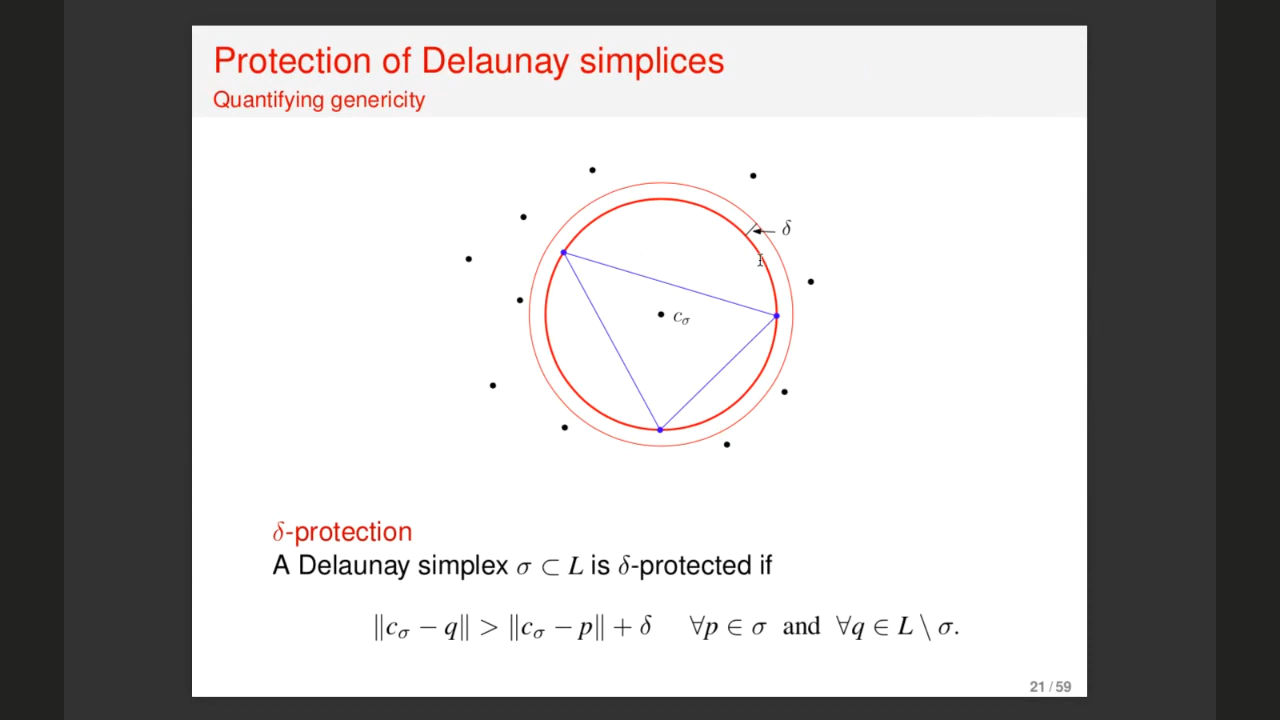 Protection of Delaunay simplices
Quantifying genericity
δ
c_σ
δ-protection
A Delaunay simplex σ ⊂ L is δ-protected if
‖c_σ − q‖ > ‖c_σ − p‖ + δ ∀p ∈ σ and ∀q ∈ L \ σ.
21 / 59